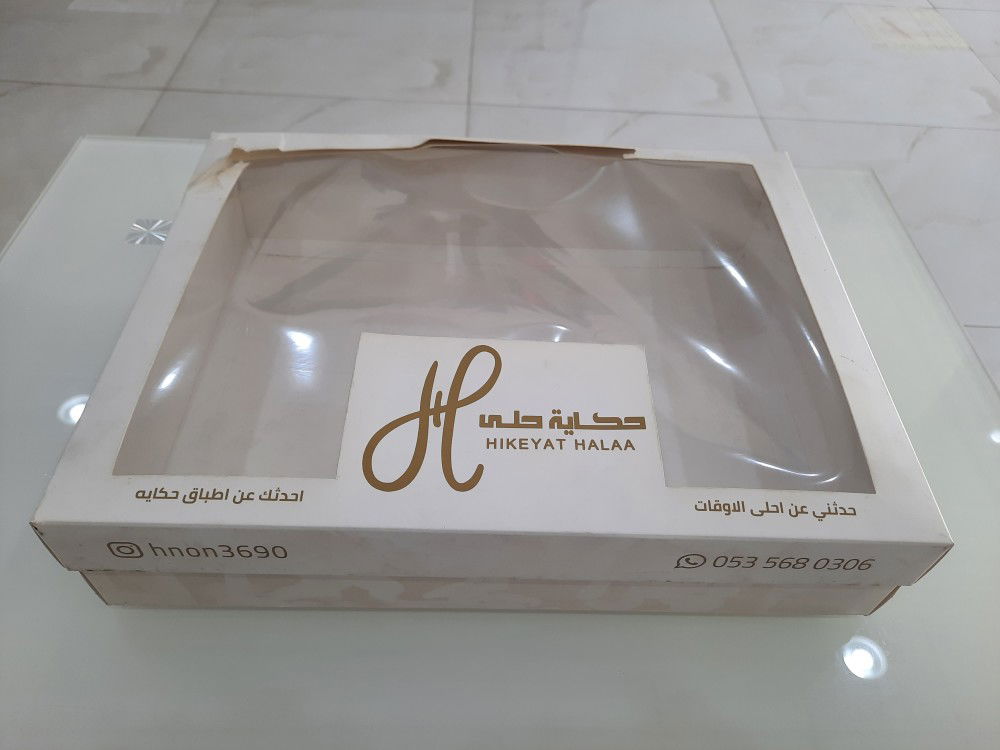 حكاية حلى
HIKEYAT HALAA
حدثني عن احلى الاوقات
احدثك عن اطباق حكايه
hnon3690
053 568 0306